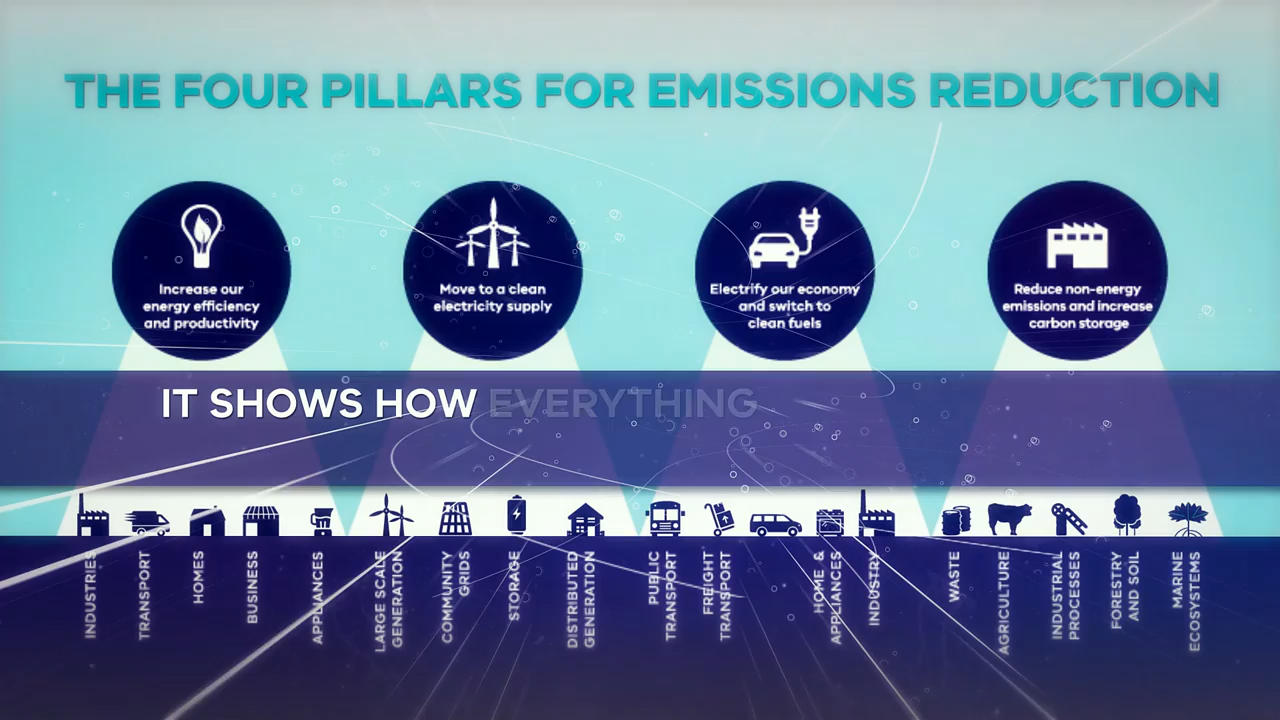 THE FOUR PILLARS FOR EMISSIONS REDUCTION
Increase our
energy efficiency
and productivity
Move to a clean
electricity supply
Electrify our economy
and switch to
clean fuels
Reduce non-energy
emissions and increase
carbon storage
IT SHOWS HOW EVERYTHING
INDUSTRIES
TRANSPORT
HOMES
BUSINESS
APPLIANCES
LARGE SCALE
GENERATION
COMMUNITY
GRIDS
STORAGE
DISTRIBUTED
GENERATION
PUBLIC
TRANSPORT
FREIGHT
TRANSPORT
HOME &
APPLIANCES
INDUSTRY
WASTE
AGRICULTURE
INDUSTRIAL
PROCESSES
FORESTRY
AND SOIL
MARINE
ECOSYSTEMS